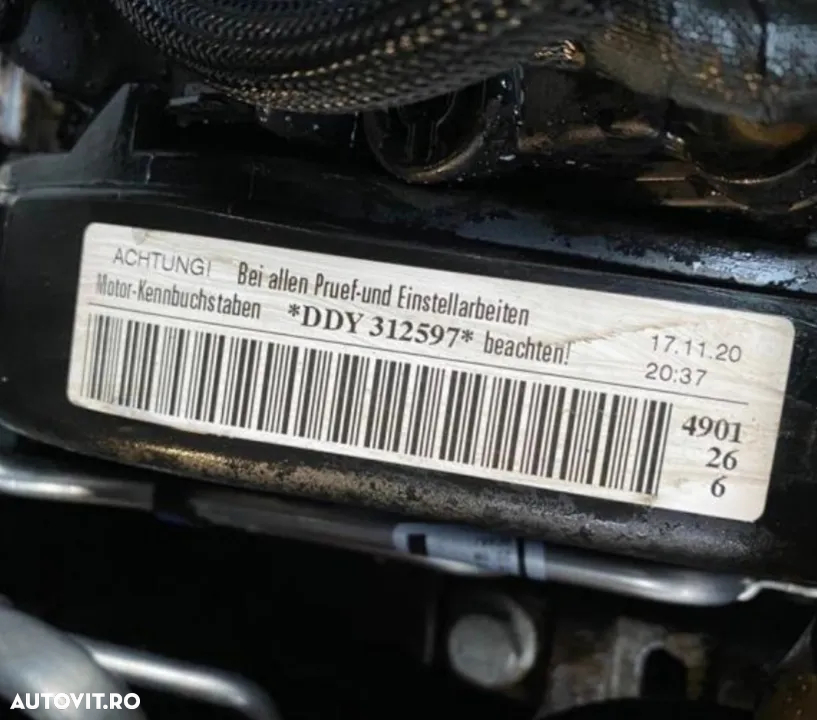 ACHTUNG! Bei allen Pruef-und Einstellarbeiten
Motor-Kennbuchstaben *DDY 312597* beachten!
17.11.20
20:37
4901
26
6
AUTOVIT.RO